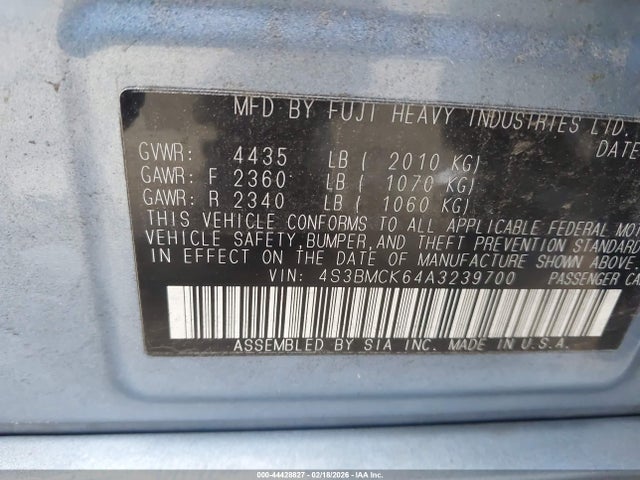 MFD BY FUJI HEAVY INDUSTRIES LTD.
DATE
GVWR: 4435 LB ( 2010 KG)
GAWR: F 2360 LB ( 1070 KG)
GAWR: R 2340 LB ( 1060 KG)
THIS VEHICLE CONFORMS TO ALL APPLICABLE FEDERAL MOT
VEHICLE SAFETY, BUMPER, AND THEFT PREVENTION STANDARD
IN EFFECT ON THE DATE OF MANUFACTURE SHOWN ABOVE.
VIN: 4S3BMCK64A3239700 PASSENGER CA
ASSEMBLED BY SIA INC. MADE IN U.S.A.
000-44428827 - 02/18/2026 - IAA Inc.